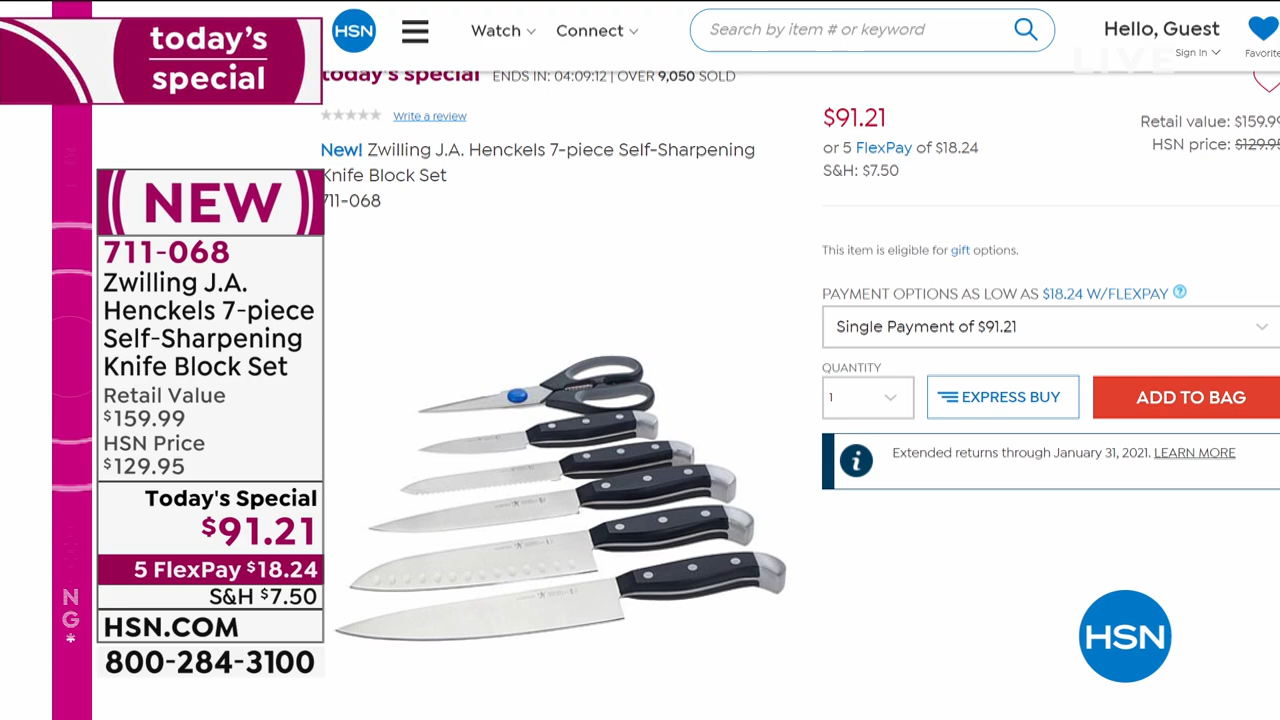 today's
special
NEW
711-068
Zwilling J.A.
Henckels 7-piece
Self-Sharpening
Knife Block Set
Retail Value
$159.99
HSN Price
$129.95
Today's Special
$91.21
5 FlexPay $18.24
S&H $7.50
HSN.COM
800-284-3100
N
G*
HSN
Watch
Connect
Search by item # or keyword
Hello, Guest
Sign In
Favorite
LIVE
today's special ENDS IN: 04:09:12 | OVER 9,050 SOLD
Write a review
New! Zwilling J.A. Henckels 7-piece Self-Sharpening
Knife Block Set
711-068
$91.21
or 5 FlexPay of $18.24
S&H: $7.50
Retail value: $159.99
HSN price: $129.95
This item is eligible for gift options.
PAYMENT OPTIONS AS LOW AS $18.24 W/FLEXPAY ?
Single Payment of $91.21
QUANTITY
1
EXPRESS BUY
ADD TO BAG
i
Extended returns through January 31, 2021. LEARN MORE
HSN